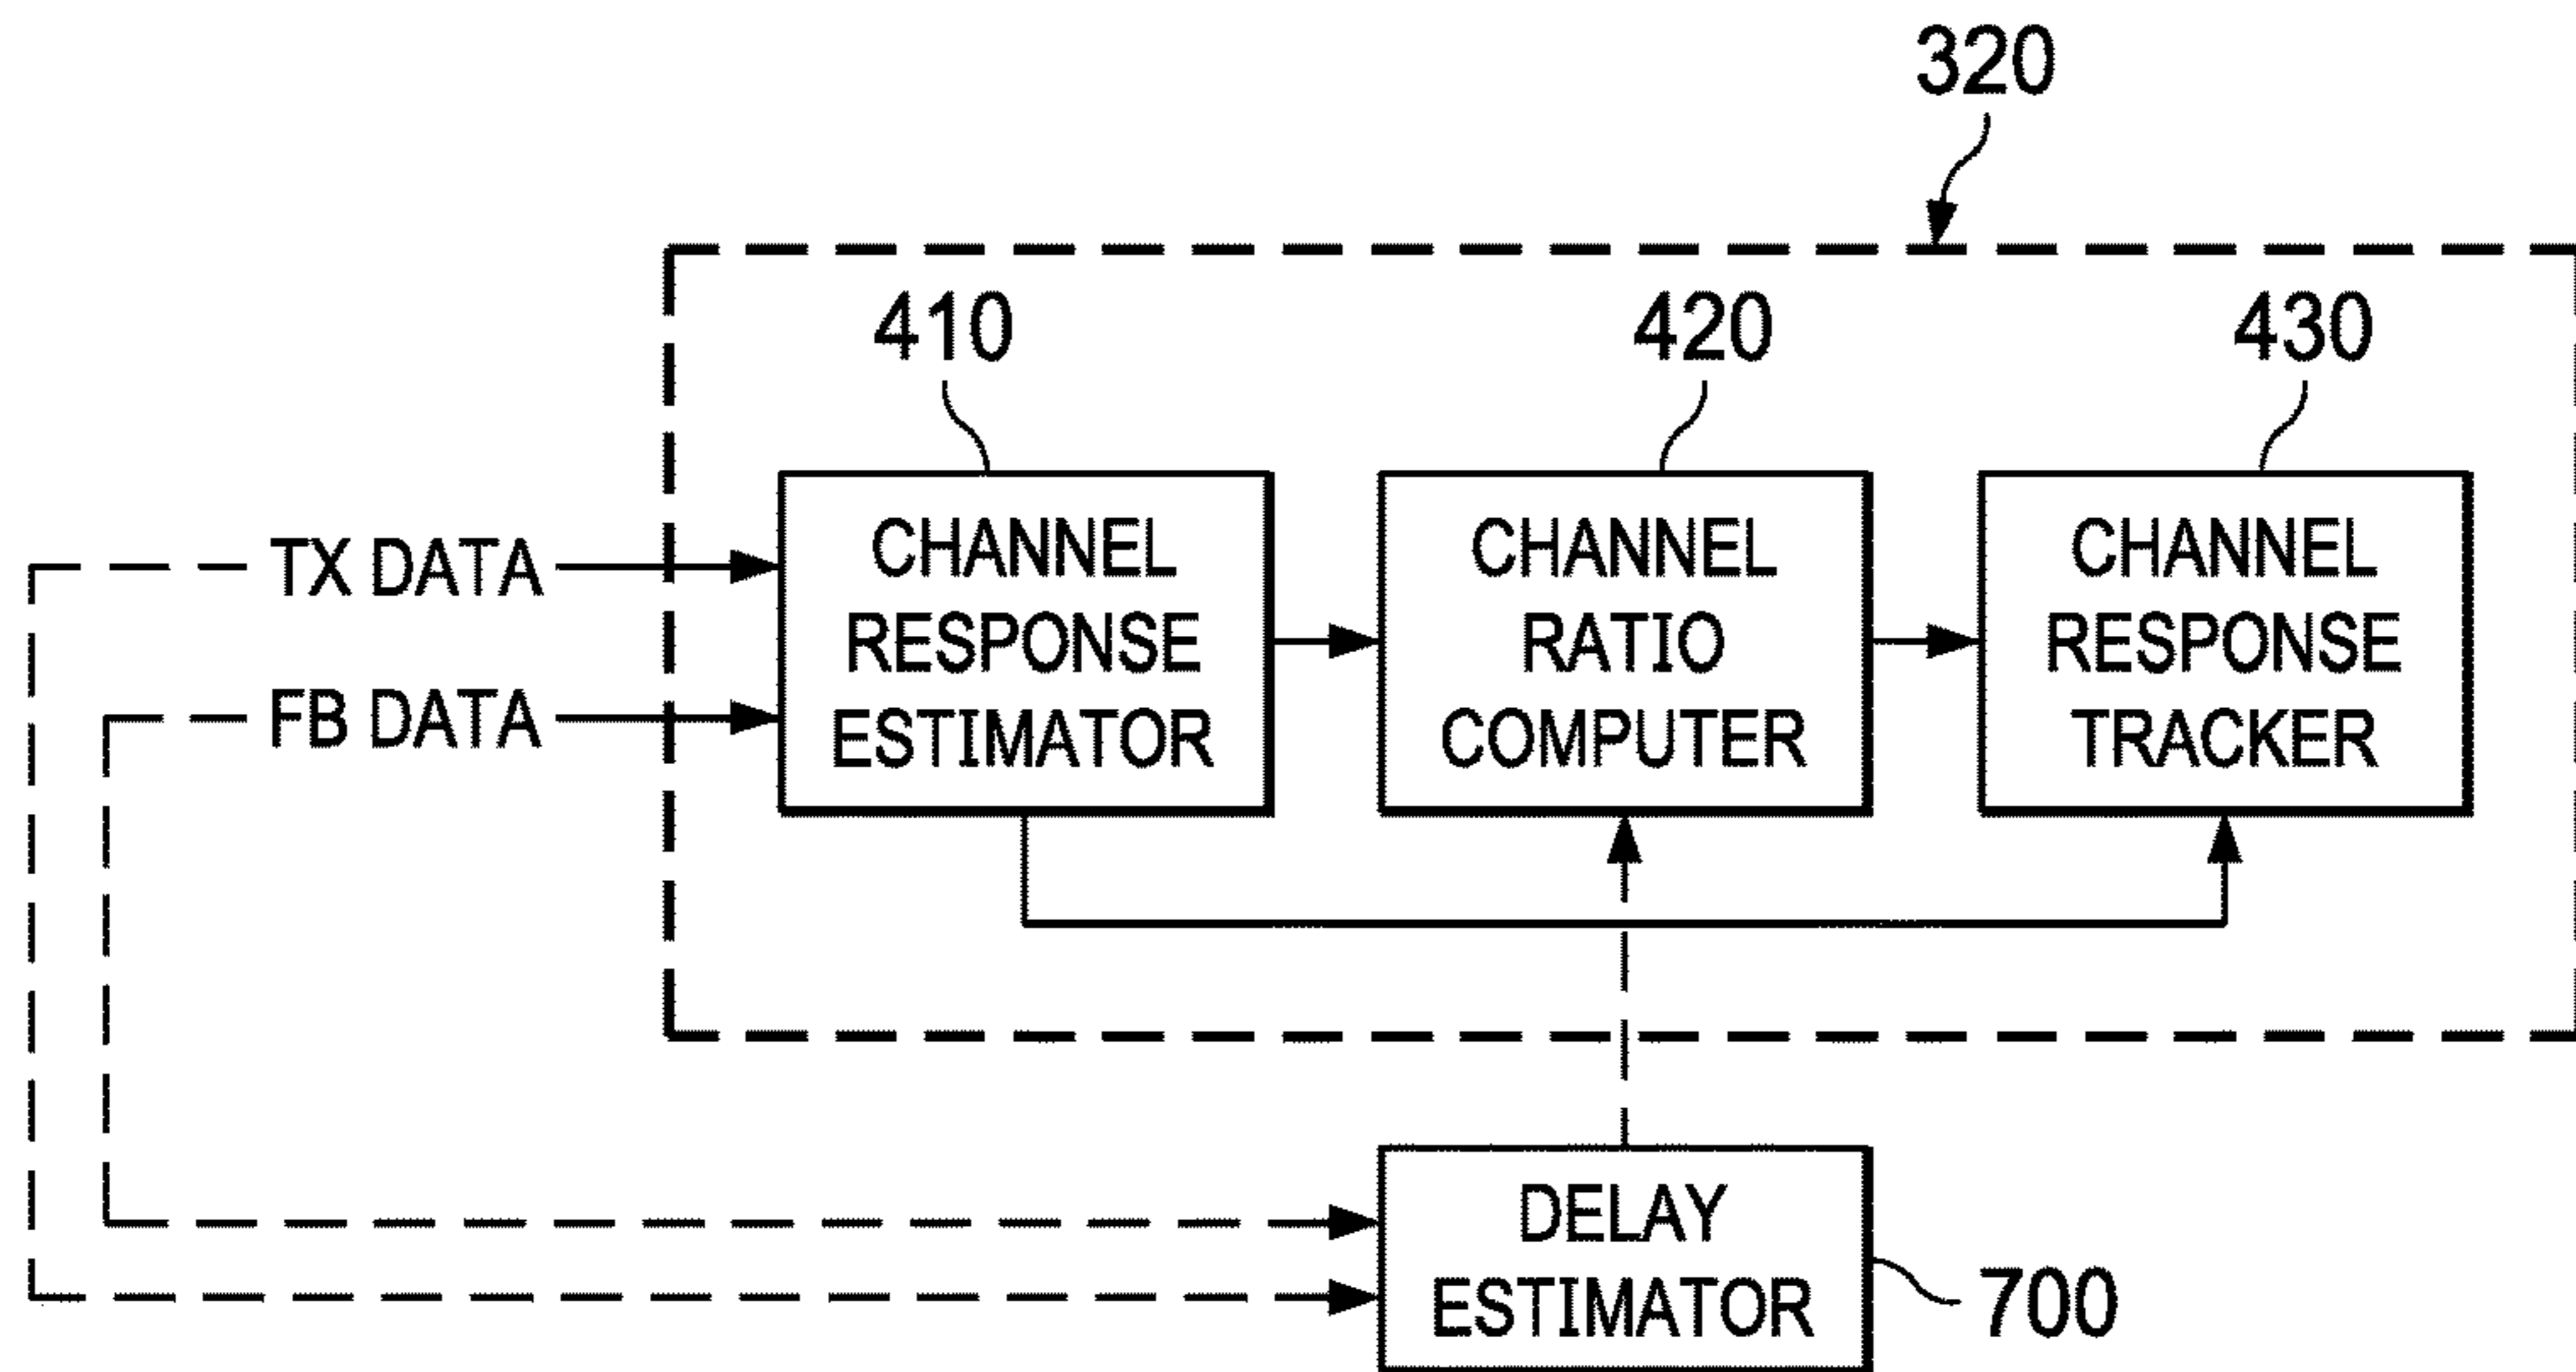 320
410
420
430
TX DATA
FB DATA
CHANNEL
RESPONSE
ESTIMATOR
CHANNEL
RATIO
COMPUTER
CHANNEL
RESPONSE
TRACKER
DELAY
ESTIMATOR
700